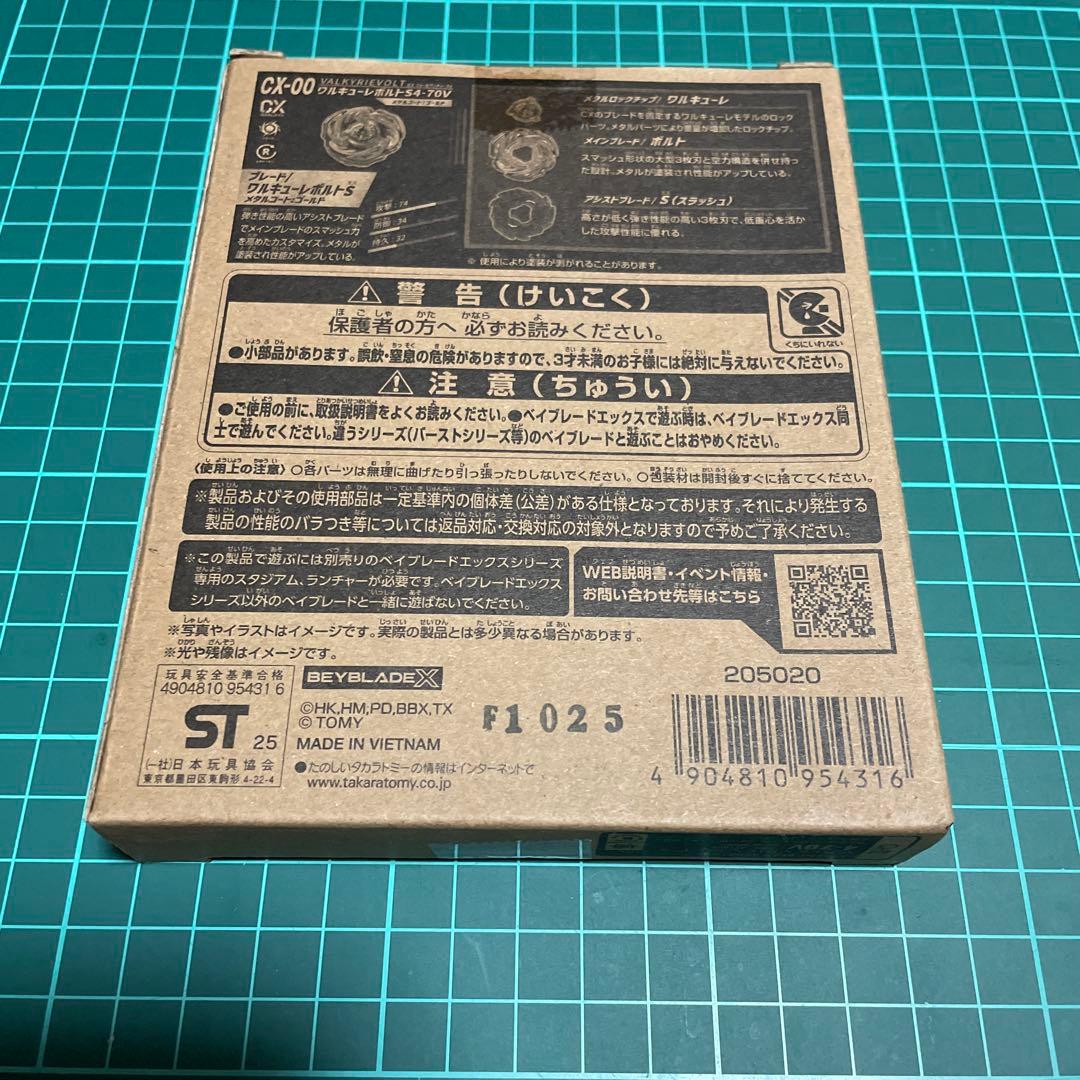 CX-00 VALKYRIEVOLT
ワルキューレボルトS4-70V
メタルコート:ゴールド
CX
R
ブレード/
ワルキューレボルトS
メタルコート:ゴールド
弾き性能の高いアシストブレード
でメインブレードのスマッシュ力
を高めたカスタマイズ。メタルが
塗装され性能がアップしている。
攻撃:74
防御:34
持久:32
メタルロックチップ/ワルキューレ
CXのブレードを固定するワルキューレモデルのロック
パーツ。メタルパーツにより重量が増加したロックチップ。
メインブレード/ボルト
スマッシュ形状の大型3枚刃と空力構造を併せ持っ
た設計。メタルが塗装され性能がアップしている。
アシストブレード/S(スラッシュ)
高さが低く弾き性能の高い3枚刃で、低重心を活か
した攻撃性能に優れる。
※使用により塗装が剥がれることがあります。
警告(けいこく)
保護者の方へ 必ずお読みください。
●小部品があります。誤飲・窒息の危険がありますので、3才未満のお子様には絶対に与えないでください。
くちにいれない
注意(ちゅうい)
●ご使用の前に、取扱説明書をよくお読みください。●ベイブレードエックスで遊ぶ時は、ベイブレードエックス同
士で遊んでください。違うシリーズ(バーストシリーズ等)のベイブレードと遊ぶことはおやめください。
〈使用上の注意〉○各パーツは無理に曲げたり引っ張ったりしないでください。○包装材は開封後すぐに捨ててください。
※製品およびその使用部品は一定基準内の個体差(公差)がある仕様となっております。それにより発生する
製品の性能のバラつき等については返品対応・交換対応の対象外となりますので予めご了承ください。
※この製品で遊ぶには別売りのベイブレードエックスシリーズ
専用のスタジアム、ランチャーが必要です。ベイブレードエックス
シリーズ以外のベイブレードと一緒に遊ばないでください。
WEB説明書・イベント情報・
お問い合わせ先等はこちら
※写真やイラストはイメージです。実際の製品とは多少異なる場合があります。
※光や残像はイメージです。
玩具安全基準合格
4904810 95431 6
ST 25
(一社)日本玩具協会
東京都墨田区東駒形 4-22-4
BEYBLADE X
©HK,HM,PD,BBX,TX
© TOMY
MADE IN VIETNAM
●たのしいタカラトミーの情報はインターネットで
www.takaratomy.co.jp
F1025
205020
4 904810 954316